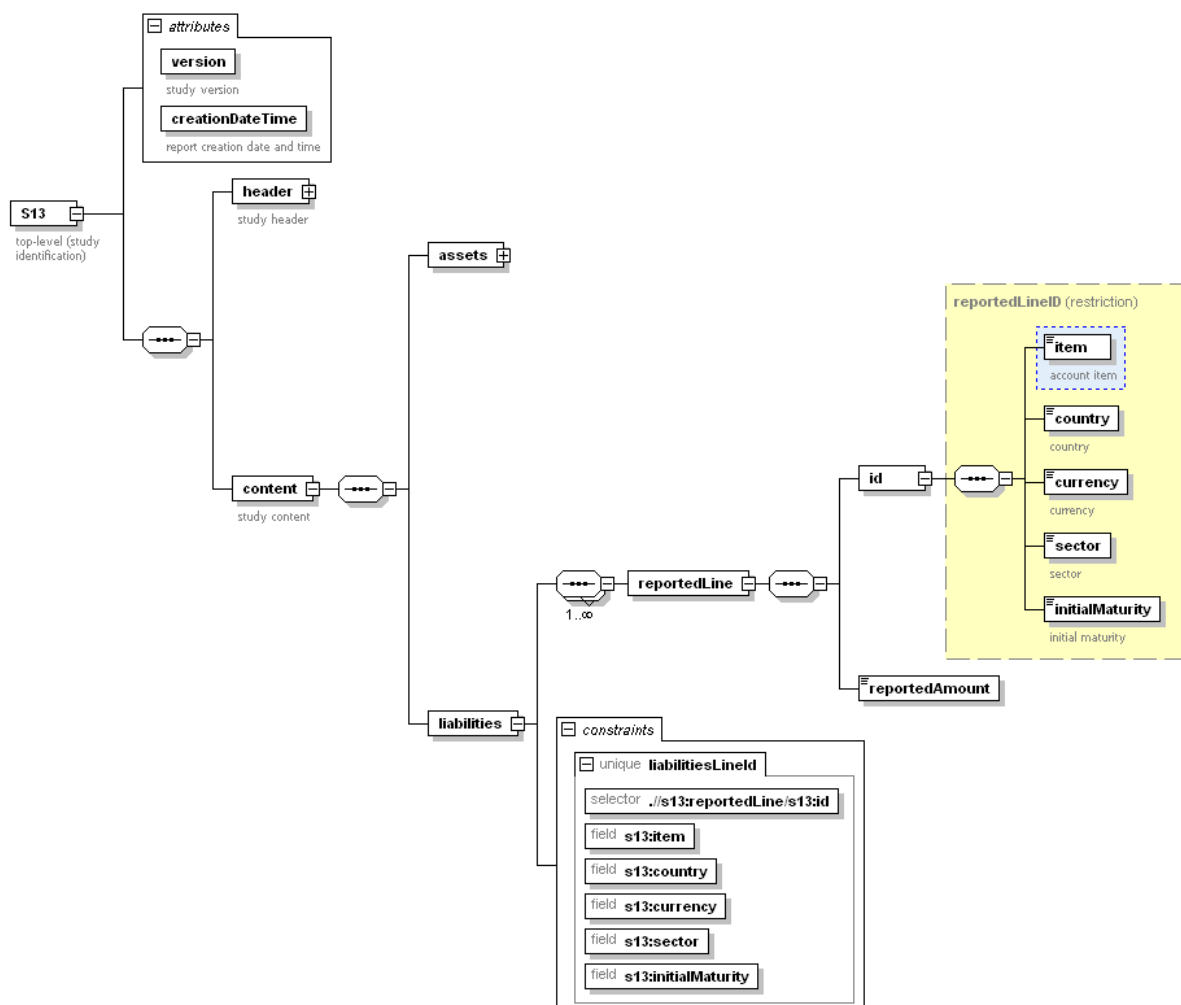 attributes
version
study version
creationDateTime
report creation date and time
header
study header
S13
top-level (study
identification)
assets
reportedLineID (restriction)
item
account item
country
country
id
currency
currency
content
study content
sector
sector
reportedLine
1..∞
initialMaturity
initial maturity
reportedAmount
liabilities
constraints
unique liabilitiesLineId
selector .//s13:reportedLine/s13:id
field s13:item
field s13:country
field s13:currency
field s13:sector
field s13:initialMaturity